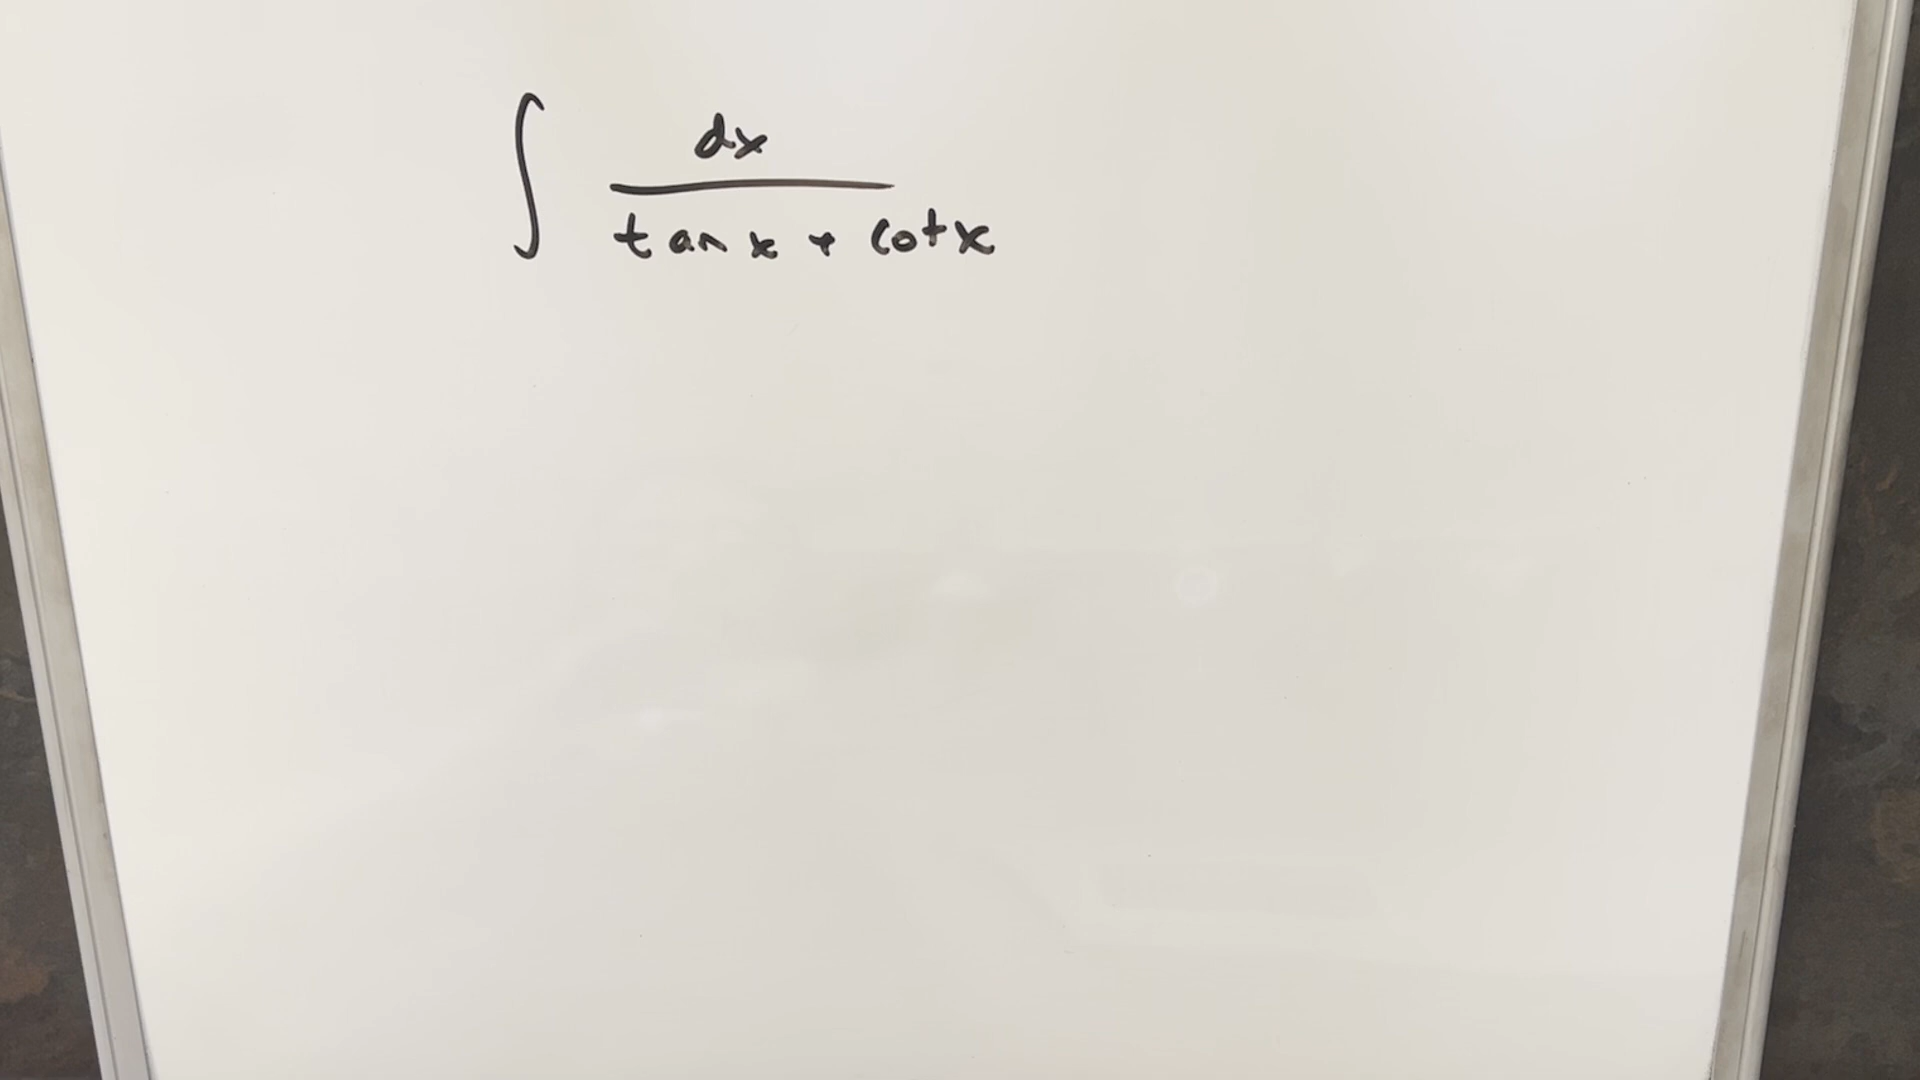 ∫ dx / (tan x + cot x)